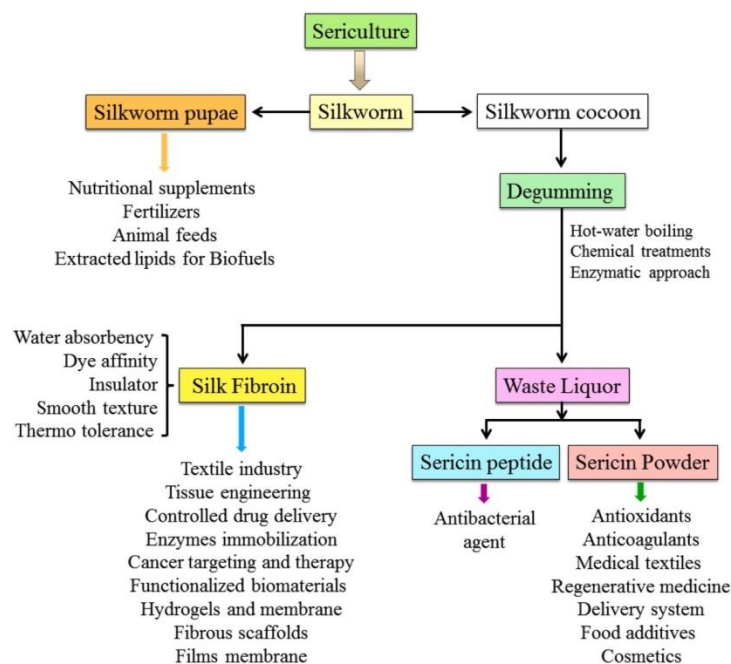 Sericulture
Silkworm pupae
Silkworm
Silkworm cocoon
Nutritional supplements
Fertilizers
Animal feeds
Extracted lipids for Biofuels
Degumming
Hot-water boiling
Chemical treatments
Enzymatic approach
Water absorbency
Dye affinity
Insulator
Smooth texture
Thermo tolerance
Silk Fibroin
Waste Liquor
Textile industry
Tissue engineering
Controlled drug delivery
Enzymes immobilization
Cancer targeting and therapy
Functionalized biomaterials
Hydrogels and membrane
Fibrous scaffolds
Films membrane
Sericin peptide
Sericin Powder
Antibacterial
agent
Antioxidants
Anticoagulants
Medical textiles
Regenerative medicine
Delivery system
Food additives
Cosmetics